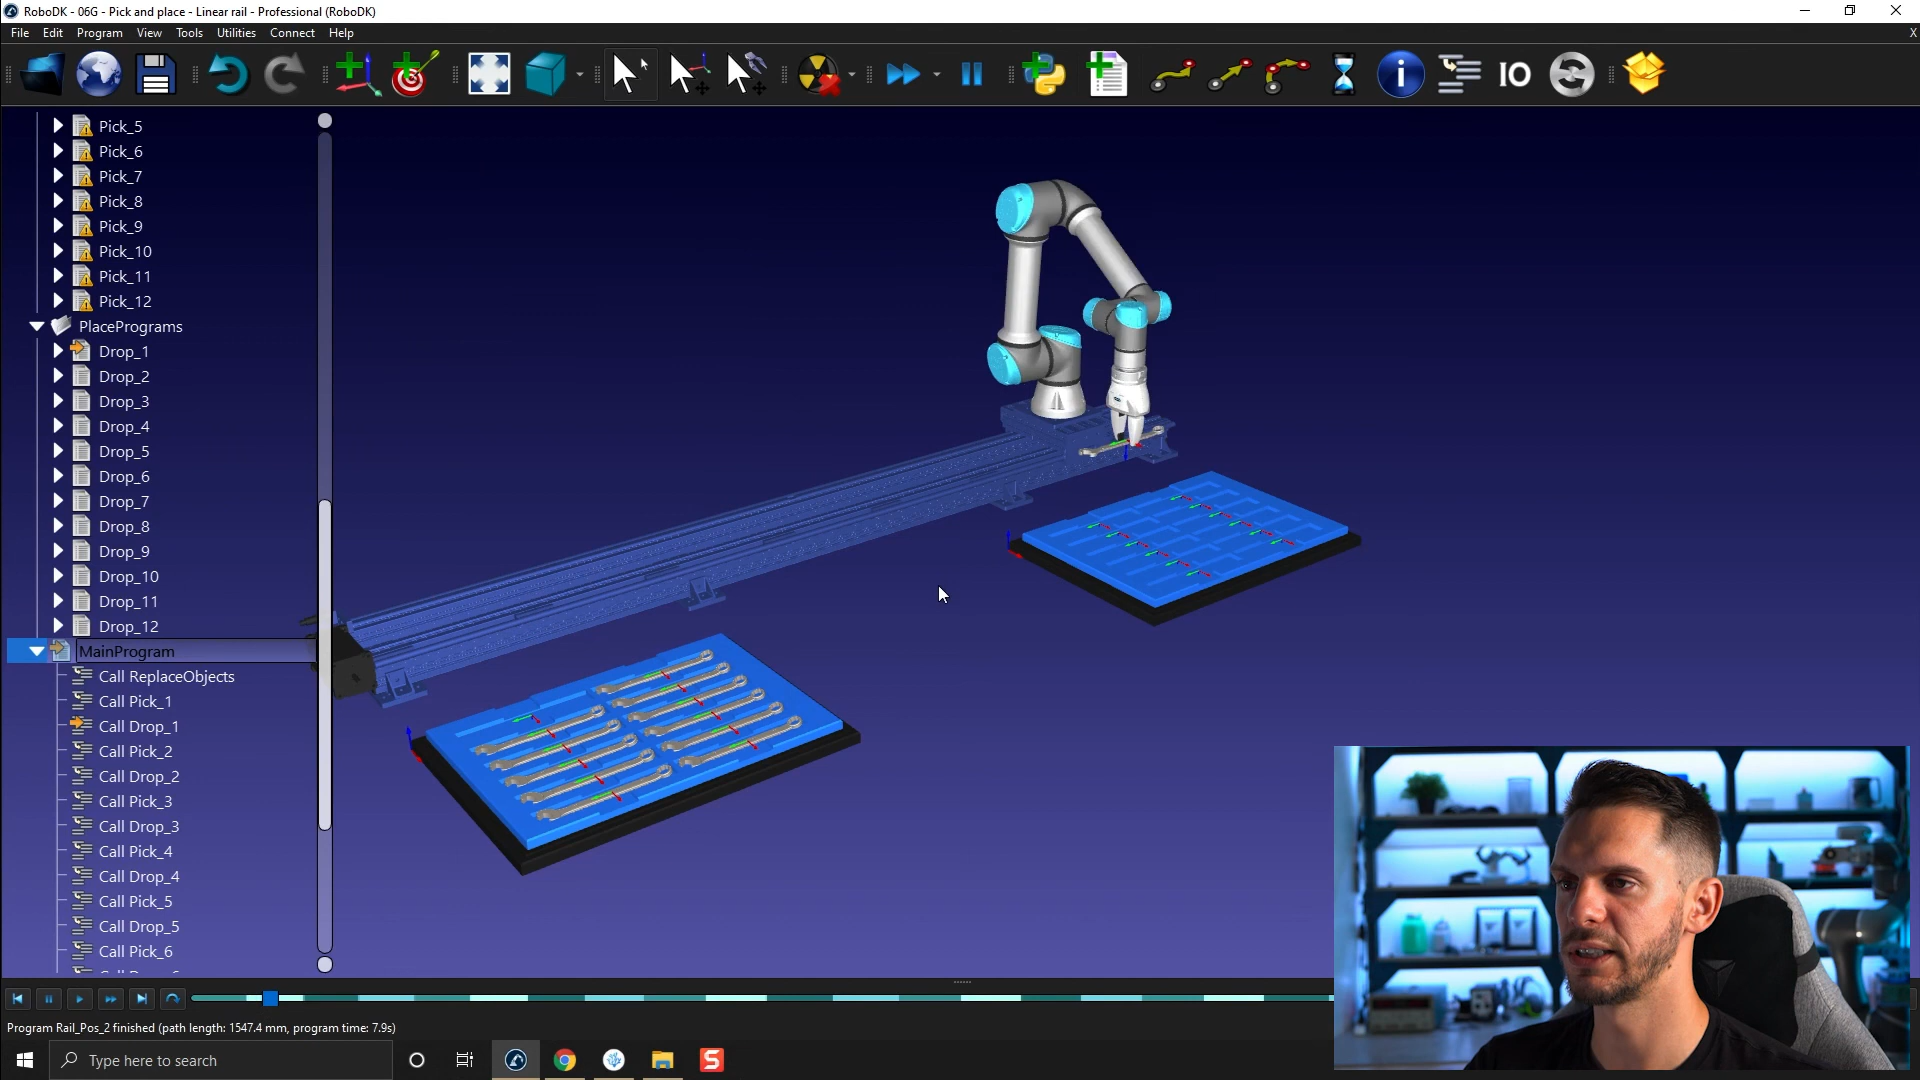 RoboDK - 06G - Pick and place - Linear rail - Professional (RoboDK)
File Edit Program View Tools Utilities Connect Help
X
IO
Pick_5
Pick_6
Pick_7
Pick_8
Pick_9
Pick_10
Pick_11
Pick_12
PlacePrograms
Drop_1
Drop_2
Drop_3
Drop_4
Drop_5
Drop_6
Drop_7
Drop_8
Drop_9
Drop_10
Drop_11
Drop_12
MainProgram
Call ReplaceObjects
Call Pick_1
Call Drop_1
Call Pick_2
Call Drop_2
Call Pick_3
Call Drop_3
Call Pick_4
Call Drop_4
Call Pick_5
Call Drop_5
Call Pick_6
Program Rail_Pos_2 finished (path length: 1547.4 mm, program time: 7.9s)
Type here to search
S